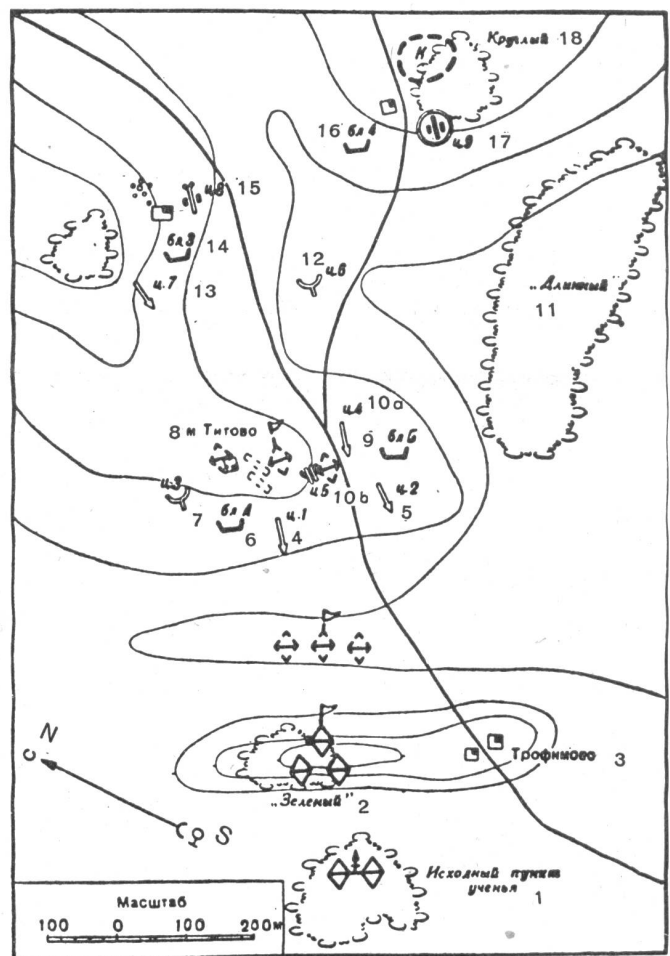 Круглый 18
К
16 бл 4
ц.9 17
ц.8 15
бл 3 14
12 ц.6
ц.7 13
„Длинный"
11
ц.4 10а
8 м Титово
9 бл Б
ц.3
ц.5 10b
ц.2
7 бл А ц.1
5
6 4
N
Трофимово 3
„Зеленый" 2
S
Исходный пункт
ученья 1
Масштаб
100 0 100 200м